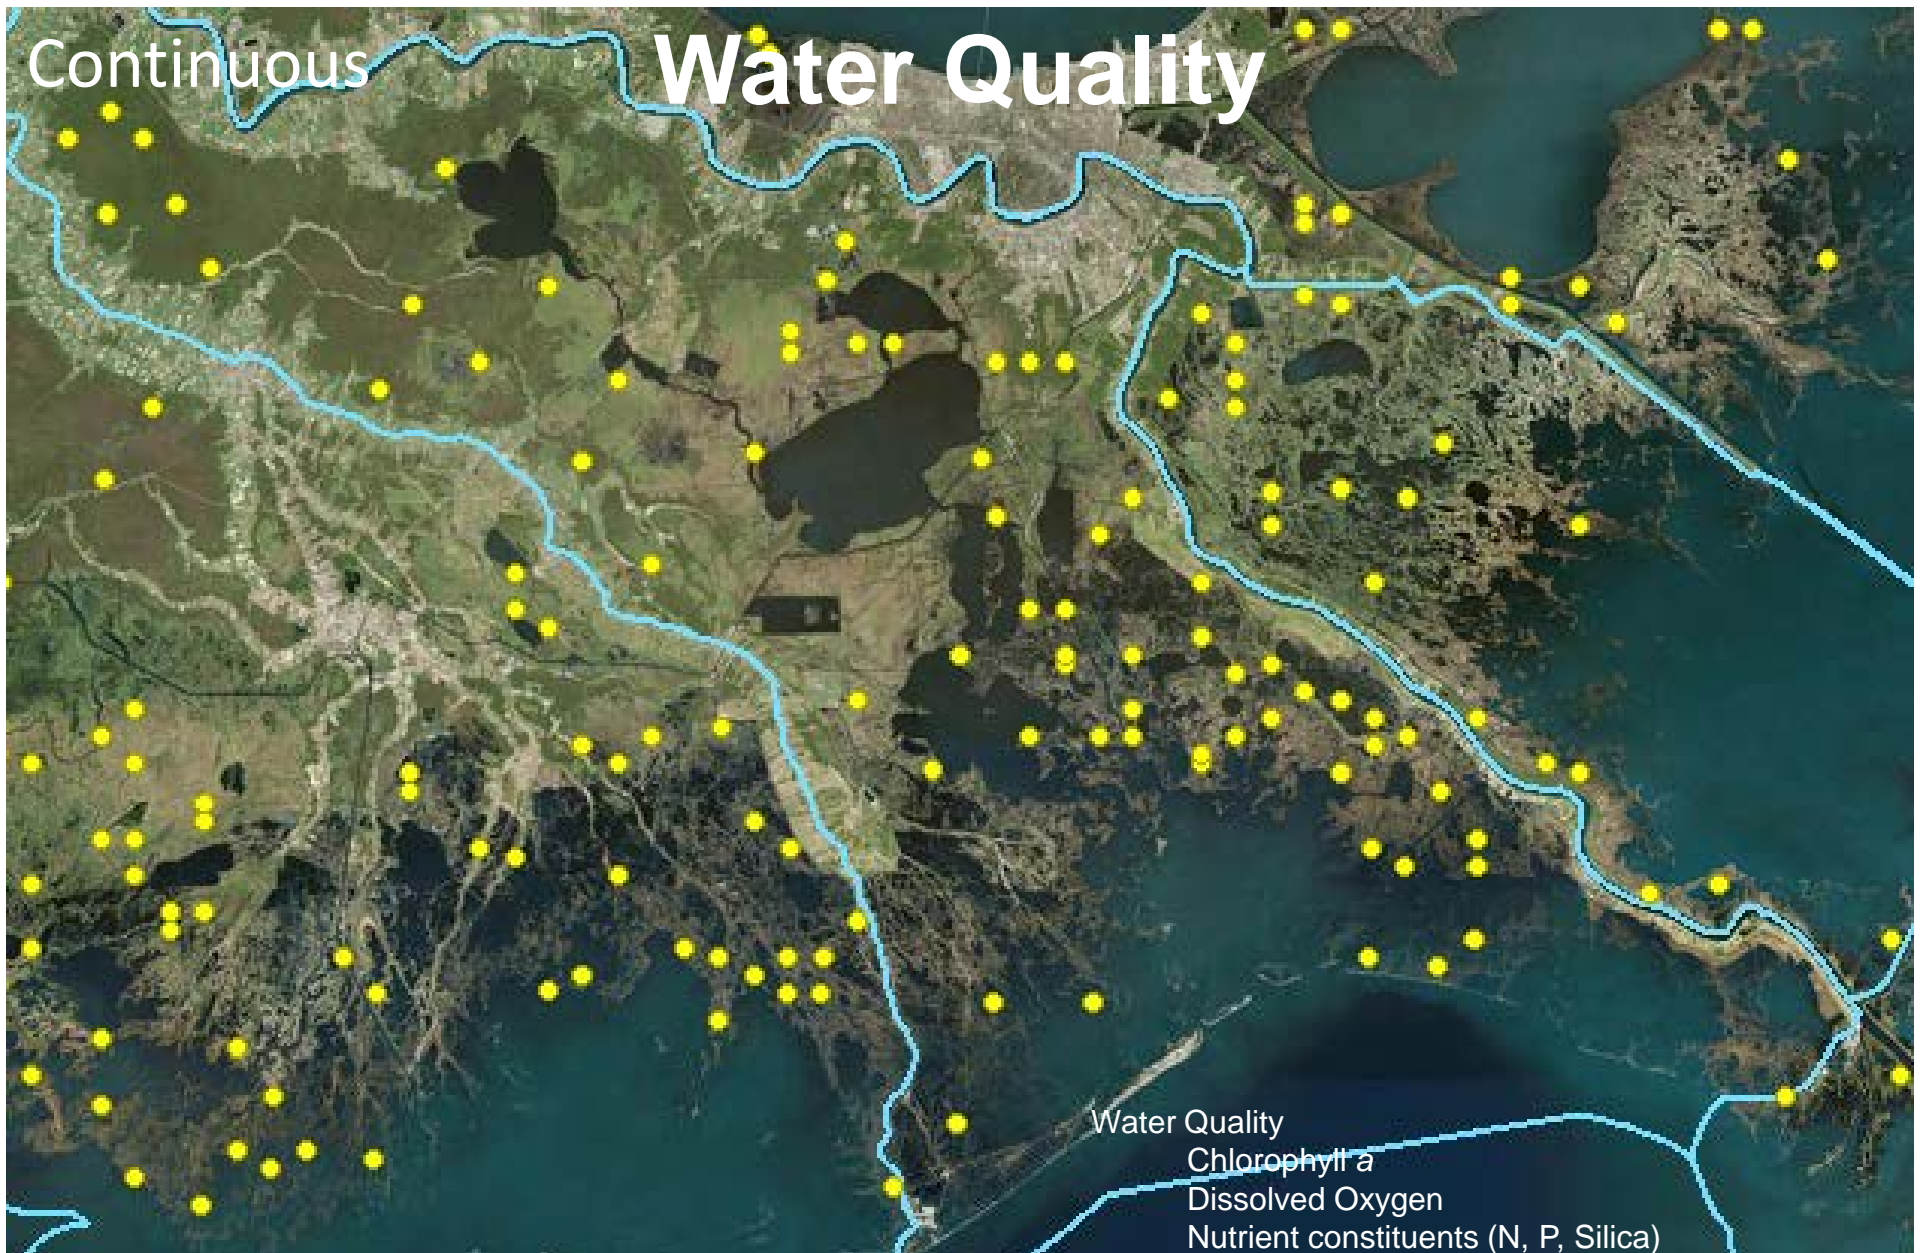 Continuous
Water Quality
Water Quality
Chlorophyll a
Dissolved Oxygen
Nutrient constituents (N, P, Silica)